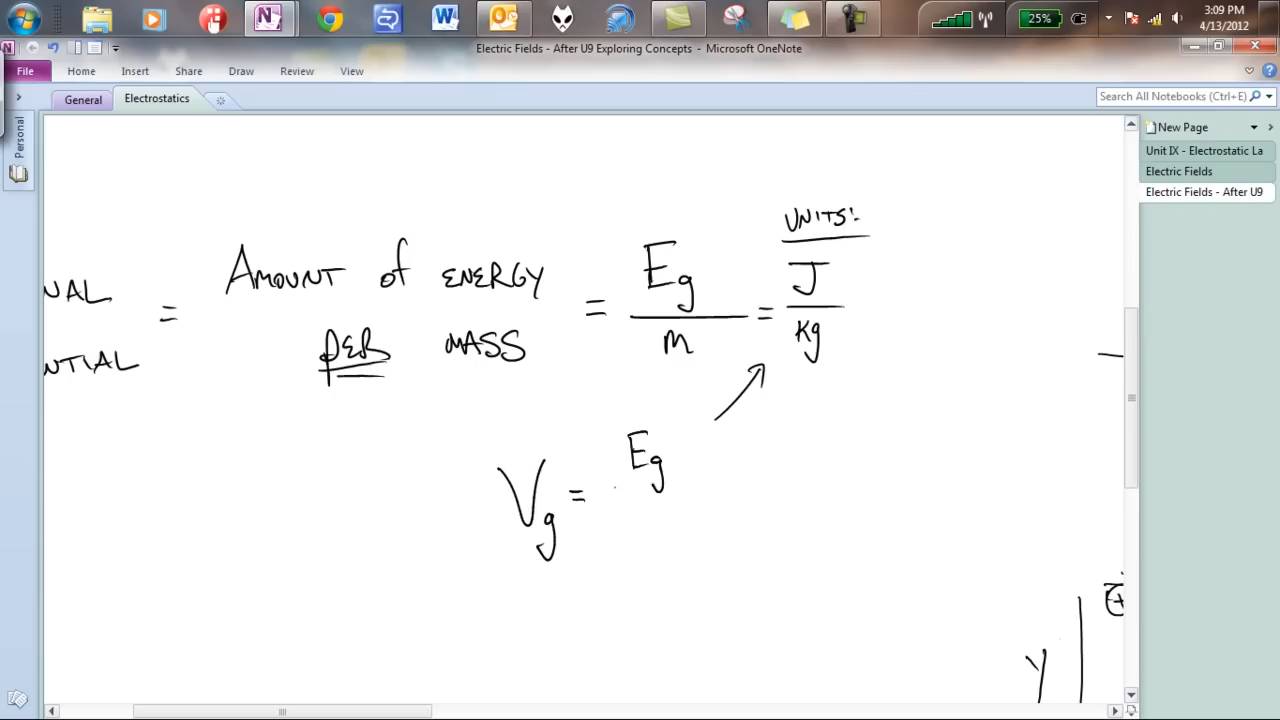 3:09 PM
25%
4/13/2012
Electric Fields - After U9 Exploring Concepts - Microsoft OneNote
File Home Insert Share Draw Review View
General Electrostatics
Search All Notebooks (Ctrl+E)
Personal
New Page
Unit IX - Electrostatic La
Electric Fields
Electric Fields - After U9
UNITS:
NAL = AMOUNT of ENERGY = Eg = J
NTIAL PER MASS m kg
Vg = Eg
y +